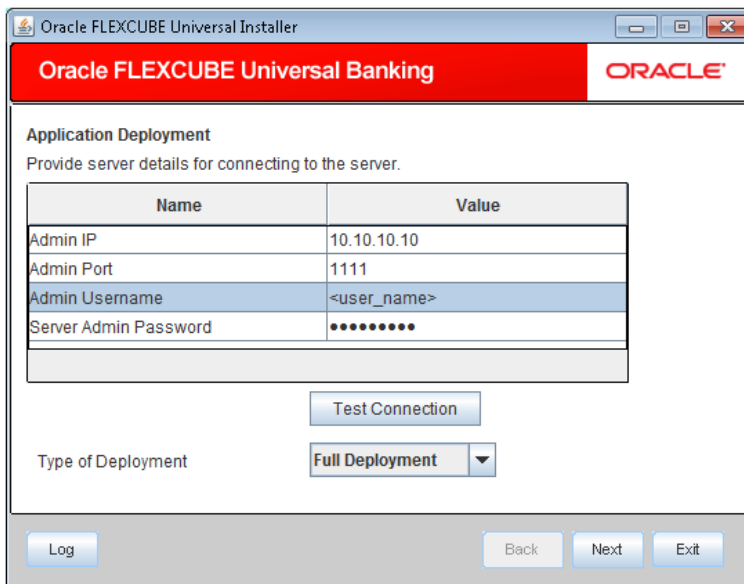 Oracle FLEXCUBE Universal Installer
Oracle FLEXCUBE Universal Banking
ORACLE
Application Deployment
Provide server details for connecting to the server.
Name Value
Admin IP 10.10.10.10
Admin Port 1111
Admin Username <user_name>
Server Admin Password •••••••••
Test Connection
Type of Deployment Full Deployment
Log Back Next Exit